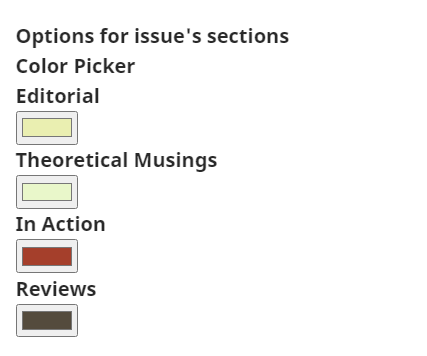 Options for issue's sections
Color Picker
Editorial
Theoretical Musings
In Action
Reviews